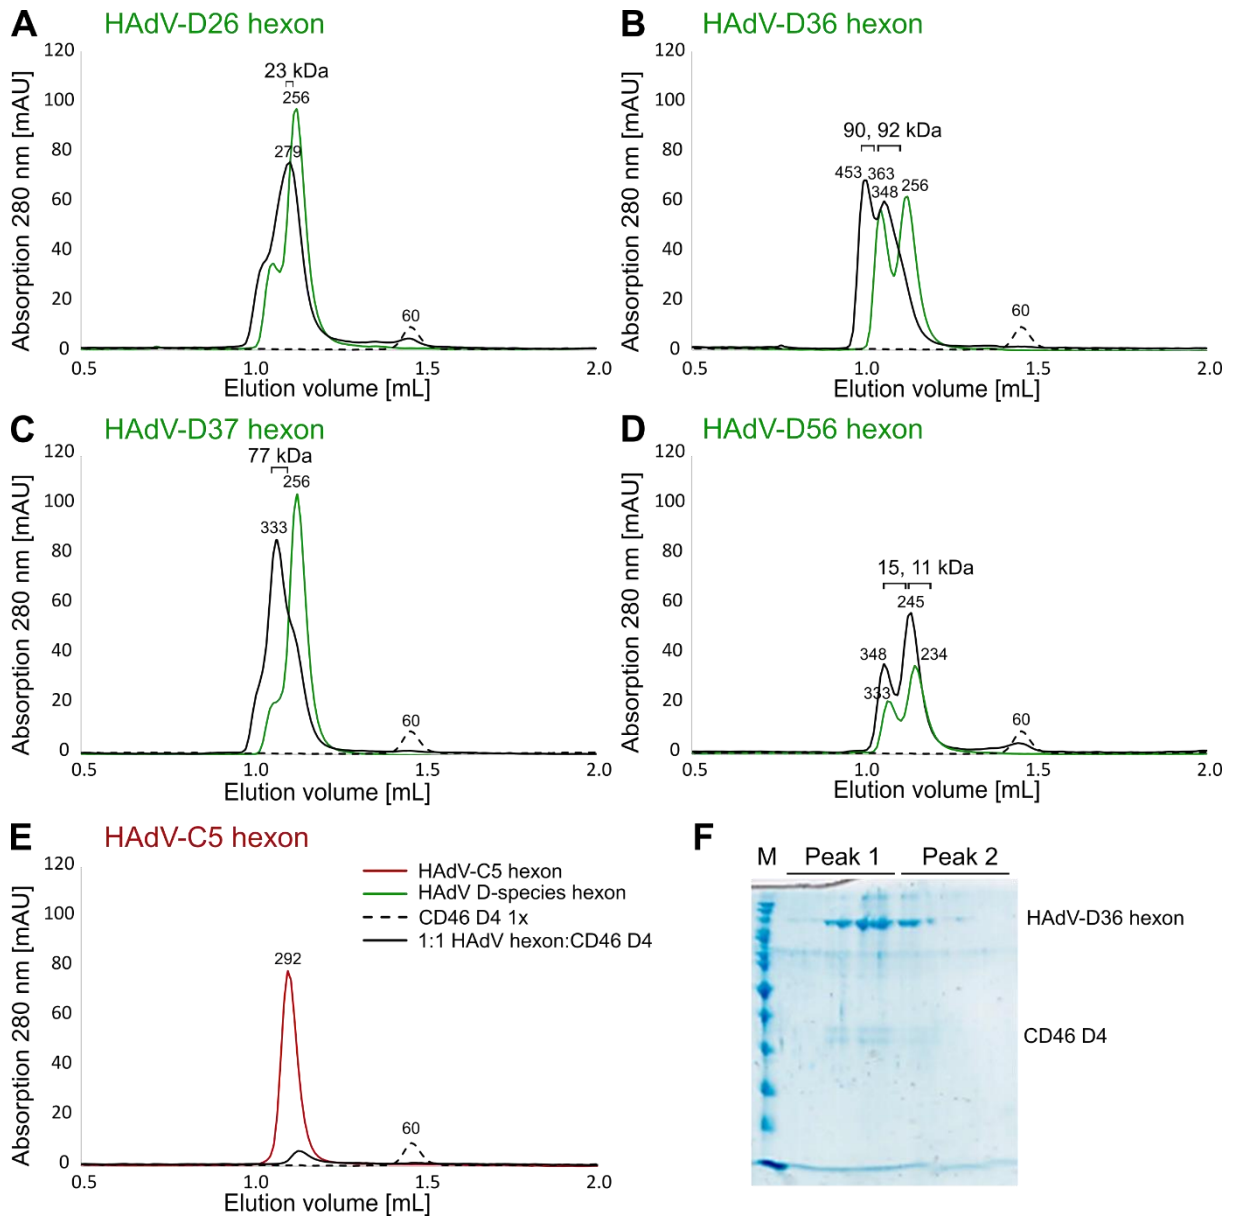 A HAdV-D26 hexon
120
100
80
60
40
20
0
Absorption 280 nm [mAU]
23 kDa
256
279
60
0.5 1.0 1.5 2.0
Elution volume [mL]
B HAdV-D36 hexon
120
100
80
60
40
20
0
Absorption 280 nm [mAU]
90, 92 kDa
453 363
348 256
60
0.5 1.0 1.5 2.0
Elution volume [mL]
C HAdV-D37 hexon
120
100
80
60
40
20
0
Absorption 280 nm [mAU]
77 kDa
256
333
60
0.5 1.0 1.5 2.0
Elution volume [mL]
D HAdV-D56 hexon
120
100
80
60
40
20
0
Absorption 280 nm [mAU]
15, 11 kDa
245
348 234
333
60
0.5 1.0 1.5 2.0
Elution volume [mL]
E HAdV-C5 hexon
120
100
80
60
40
20
0
Absorption 280 nm [mAU]
HAdV-C5 hexon
HAdV D-species hexon
CD46 D4 1x
1:1 HAdV hexon:CD46 D4
292
60
0.5 1.0 1.5 2.0
Elution volume [mL]
F
M Peak 1 Peak 2
HAdV-D36 hexon
CD46 D4